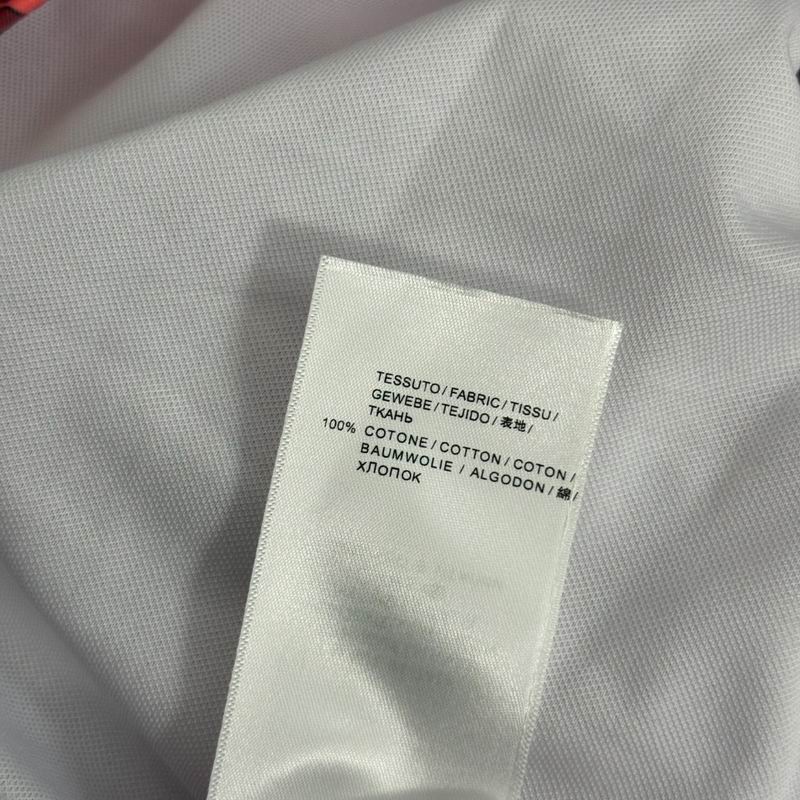 TESSUTO / FABRIC / TISSU /
GEWEBE / TEJIDO / 表地 /
ТКАНЬ
100% COTONE / COTTON / COTON /
BAUMWOLIE / ALGODON / 綿 /
ХЛОПОК